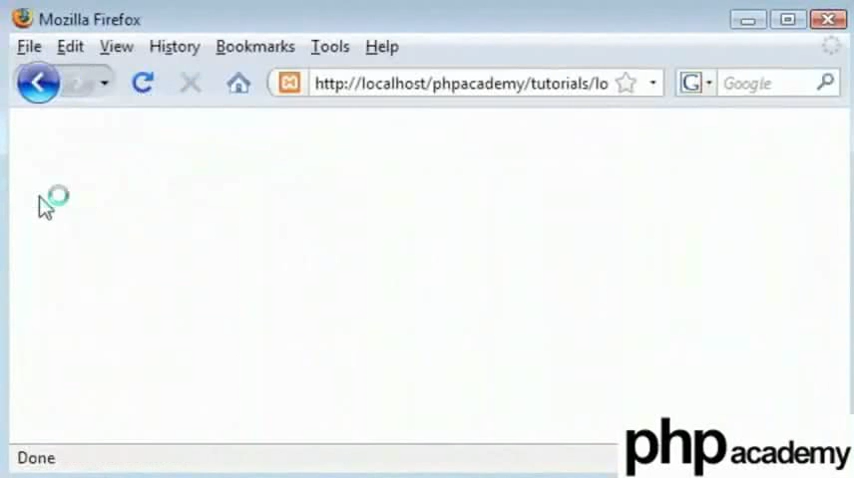 Mozilla Firefox
File Edit View History Bookmarks Tools Help
http://localhost/phpacademy/tutorials/lo G Google
Done
php academy